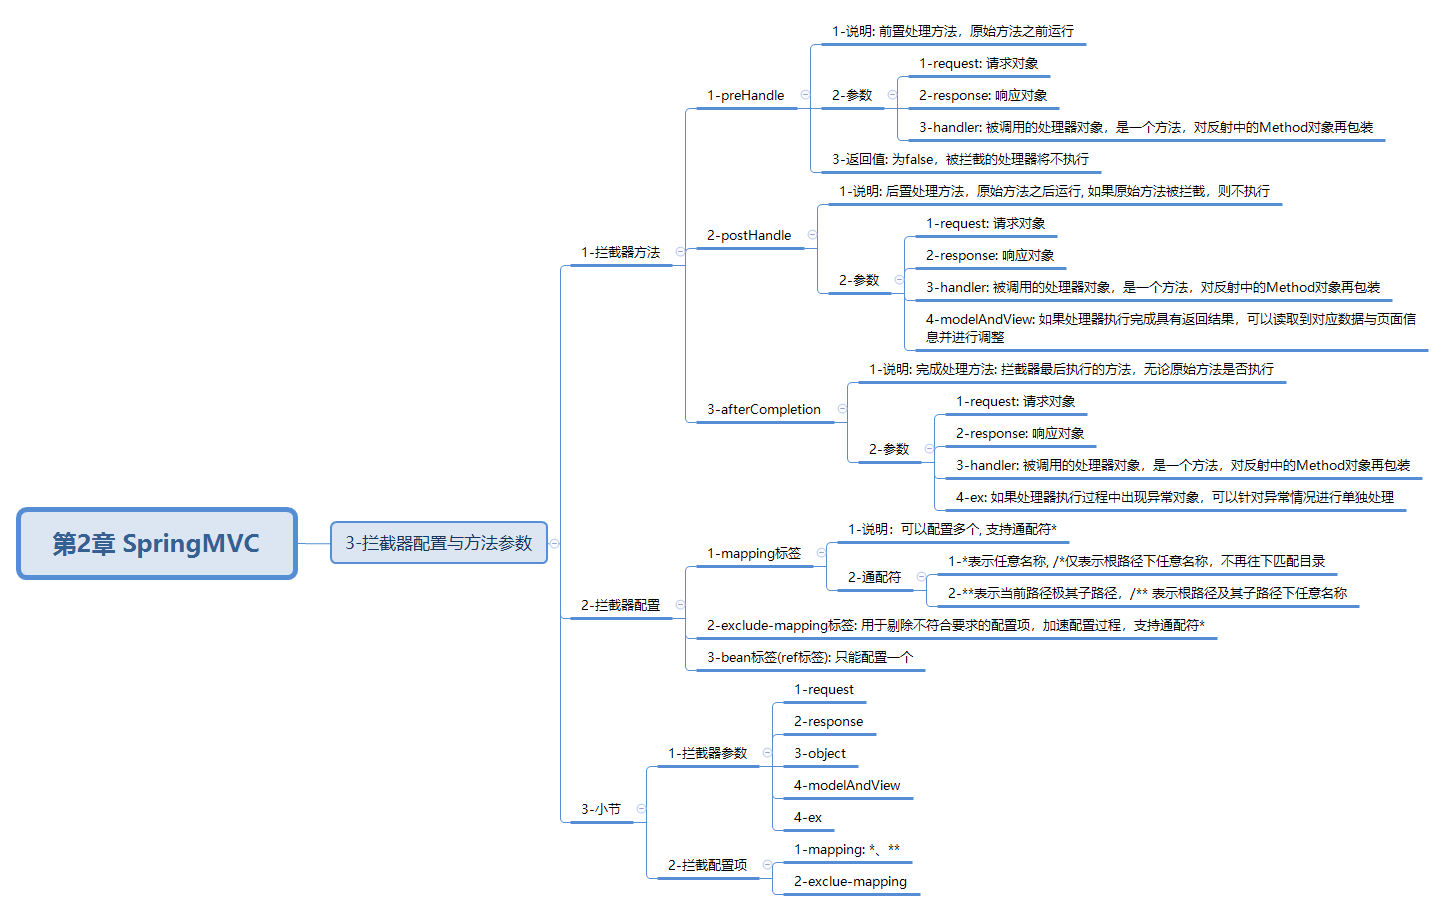 第2章 SpringMVC
3-拦截器配置与方法参数
1-拦截器方法
1-preHandle
1-说明: 前置处理方法，原始方法之前运行
2-参数
1-request: 请求对象
2-response: 响应对象
3-handler: 被调用的处理器对象，是一个方法，对反射中的Method对象再包装
3-返回值: 为false，被拦截的处理器将不执行
2-postHandle
1-说明: 后置处理方法，原始方法之后运行, 如果原始方法被拦截，则不执行
2-参数
1-request: 请求对象
2-response: 响应对象
3-handler: 被调用的处理器对象，是一个方法，对反射中的Method对象再包装
4-modelAndView: 如果处理器执行完成具有返回结果，可以读取到对应数据与页面信
息并进行调整
3-afterCompletion
1-说明: 完成处理方法: 拦截器最后执行的方法，无论原始方法是否执行
2-参数
1-request: 请求对象
2-response: 响应对象
3-handler: 被调用的处理器对象，是一个方法，对反射中的Method对象再包装
4-ex: 如果处理器执行过程中出现异常对象，可以针对异常情况进行单独处理
2-拦截器配置
1-mapping标签
1-说明：可以配置多个, 支持通配符*
2-通配符
1-*表示任意名称, /*仅表示根路径下任意名称，不再往下匹配目录
2-**表示当前路径极其子路径，/** 表示根路径及其子路径下任意名称
2-exclude-mapping标签: 用于剔除不符合要求的配置项，加速配置过程，支持通配符*
3-bean标签(ref标签): 只能配置一个
3-小节
1-拦截器参数
1-request
2-response
3-object
4-modelAndView
4-ex
2-拦截配置项
1-mapping: *、**
2-exclue-mapping